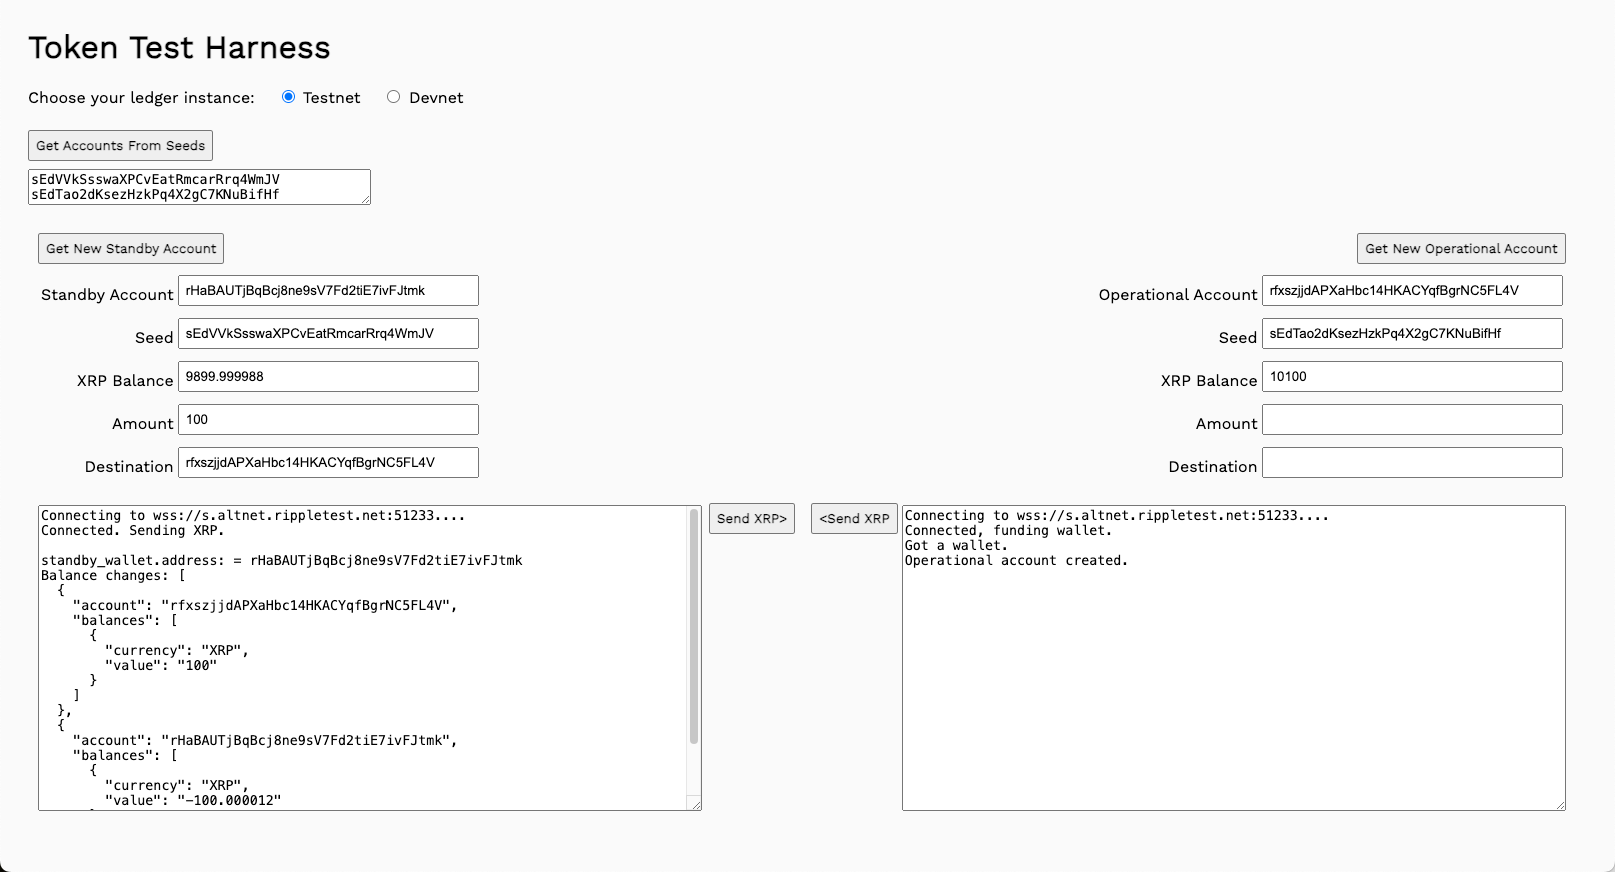 Token Test Harness
Choose your ledger instance: Testnet Devnet
Get Accounts From Seeds
sEdVVkSsswaXPCvEatRmcarRrq4WmJV
sEdTao2dKsezHzkPq4X2gC7KNuBifHf
Get New Standby Account
Standby Account rHaBAUTjBqBcj8ne9sV7Fd2tiE7ivFJtmk
Seed sEdVVkSsswaXPCvEatRmcarRrq4WmJV
XRP Balance 9899.999988
Amount 100
Destination rfxszjjdAPXaHbc14HKACYqfBgrNC5FL4V
Get New Operational Account
Operational Account rfxszjjdAPXaHbc14HKACYqfBgrNC5FL4V
Seed sEdTao2dKsezHzkPq4X2gC7KNuBifHf
XRP Balance 10100
Amount
Destination
Connecting to wss://s.altnet.rippletest.net:51233....
Connected. Sending XRP.
standby_wallet.address: = rHaBAUTjBqBcj8ne9sV7Fd2tiE7ivFJtmk
Balance changes: [
{
"account": "rfxszjjdAPXaHbc14HKACYqfBgrNC5FL4V",
"balances": [
{
"currency": "XRP",
"value": "100"
}
]
},
{
"account": "rHaBAUTjBqBcj8ne9sV7Fd2tiE7ivFJtmk",
"balances": [
{
"currency": "XRP",
"value": "-100.000012"
Send XRP>
<Send XRP
Connecting to wss://s.altnet.rippletest.net:51233....
Connected, funding wallet.
Got a wallet.
Operational account created.